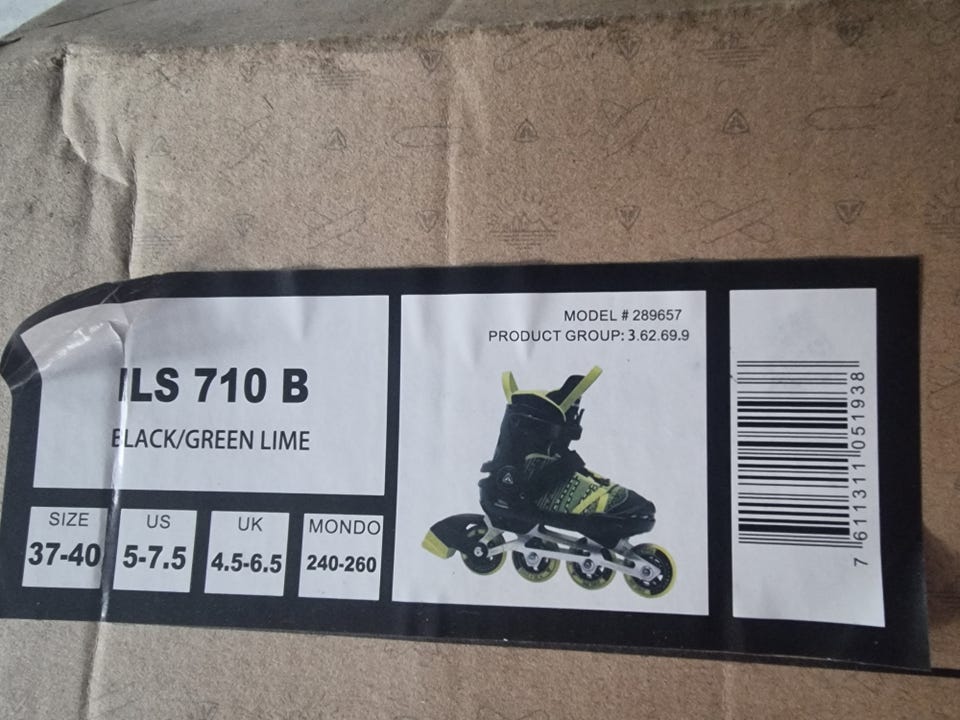 ILS 710 B
BLACK/GREEN LIME
SIZE
37-40
US
5-7.5
UK
4.5-6.5
MONDO
240-260
MODEL # 289657
PRODUCT GROUP: 3.62.69.9
7 611311 051938